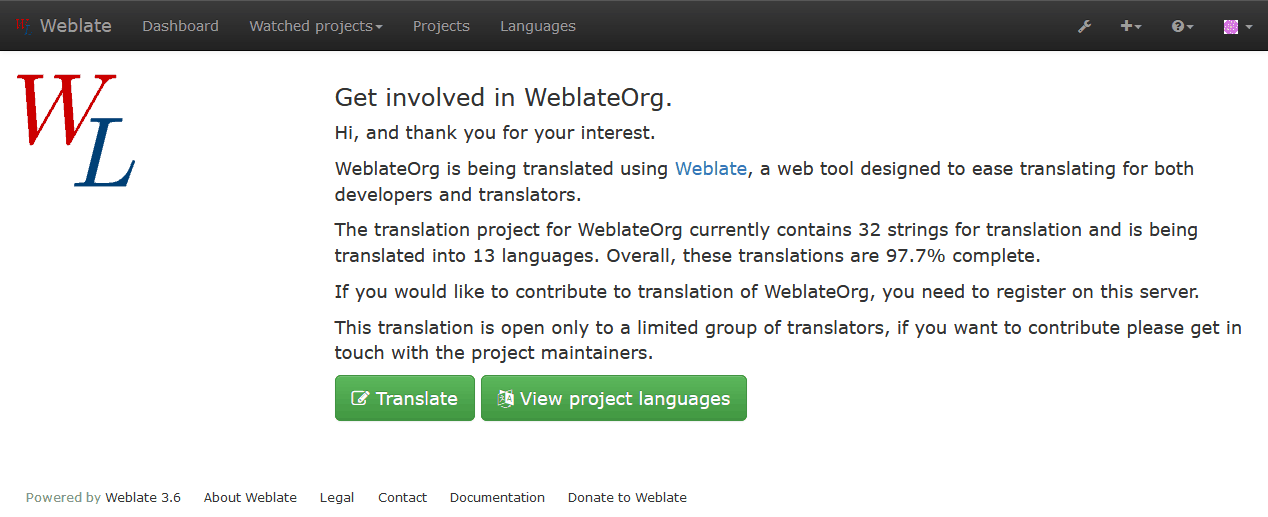 Weblate Dashboard Watched projects Projects Languages
WL
Get involved in WeblateOrg.
Hi, and thank you for your interest.
WeblateOrg is being translated using Weblate, a web tool designed to ease translating for both
developers and translators.
The translation project for WeblateOrg currently contains 32 strings for translation and is being
translated into 13 languages. Overall, these translations are 97.7% complete.
If you would like to contribute to translation of WeblateOrg, you need to register on this server.
This translation is open only to a limited group of translators, if you want to contribute please get in
touch with the project maintainers.
Translate View project languages
Powered by Weblate 3.6 About Weblate Legal Contact Documentation Donate to Weblate